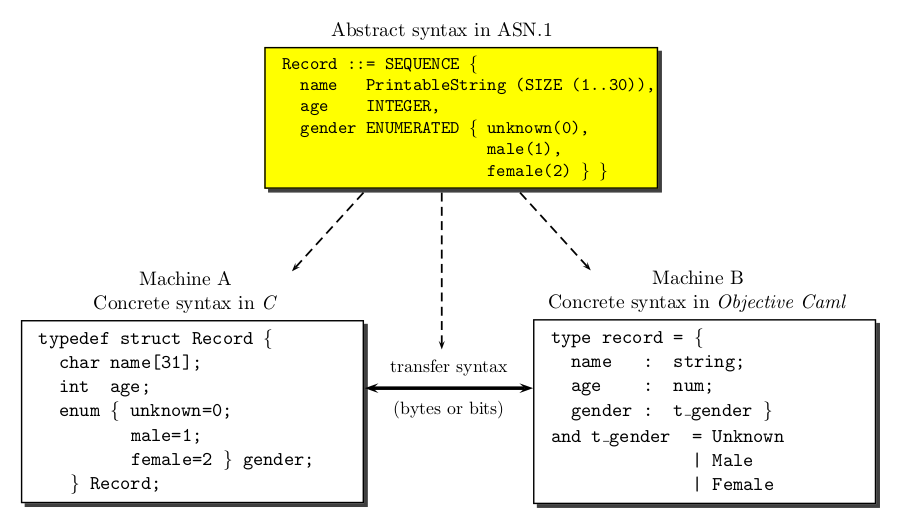 Abstract syntax in ASN.1
Record ::= SEQUENCE {
name PrintableString (SIZE (1..30)),
age INTEGER,
gender ENUMERATED { unknown(0),
male(1),
female(2) } }
Machine A
Concrete syntax in C
typedef struct Record {
char name[31];
int age;
enum { unknown=0;
male=1;
female=2 } gender;
} Record;
transfer syntax
(bytes or bits)
Machine B
Concrete syntax in Objective Caml
type record = {
name : string;
age : num;
gender : t_gender }
and t_gender = Unknown
| Male
| Female